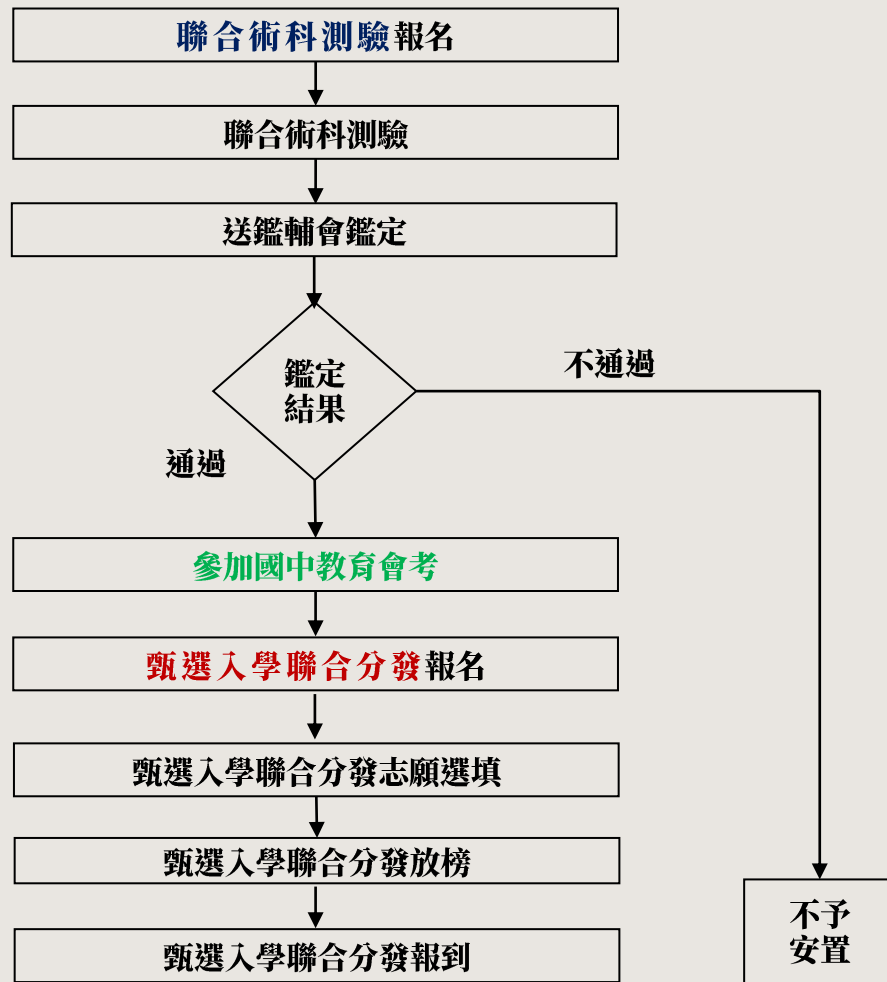 聯合術科測驗報名
聯合術科測驗
送鑑輔會鑑定
鑑定
結果
不通過
通過
參加國中教育會考
甄選入學聯合分發報名
甄選入學聯合分發志願選填
甄選入學聯合分發放榜
不予
安置
甄選入學聯合分發報到